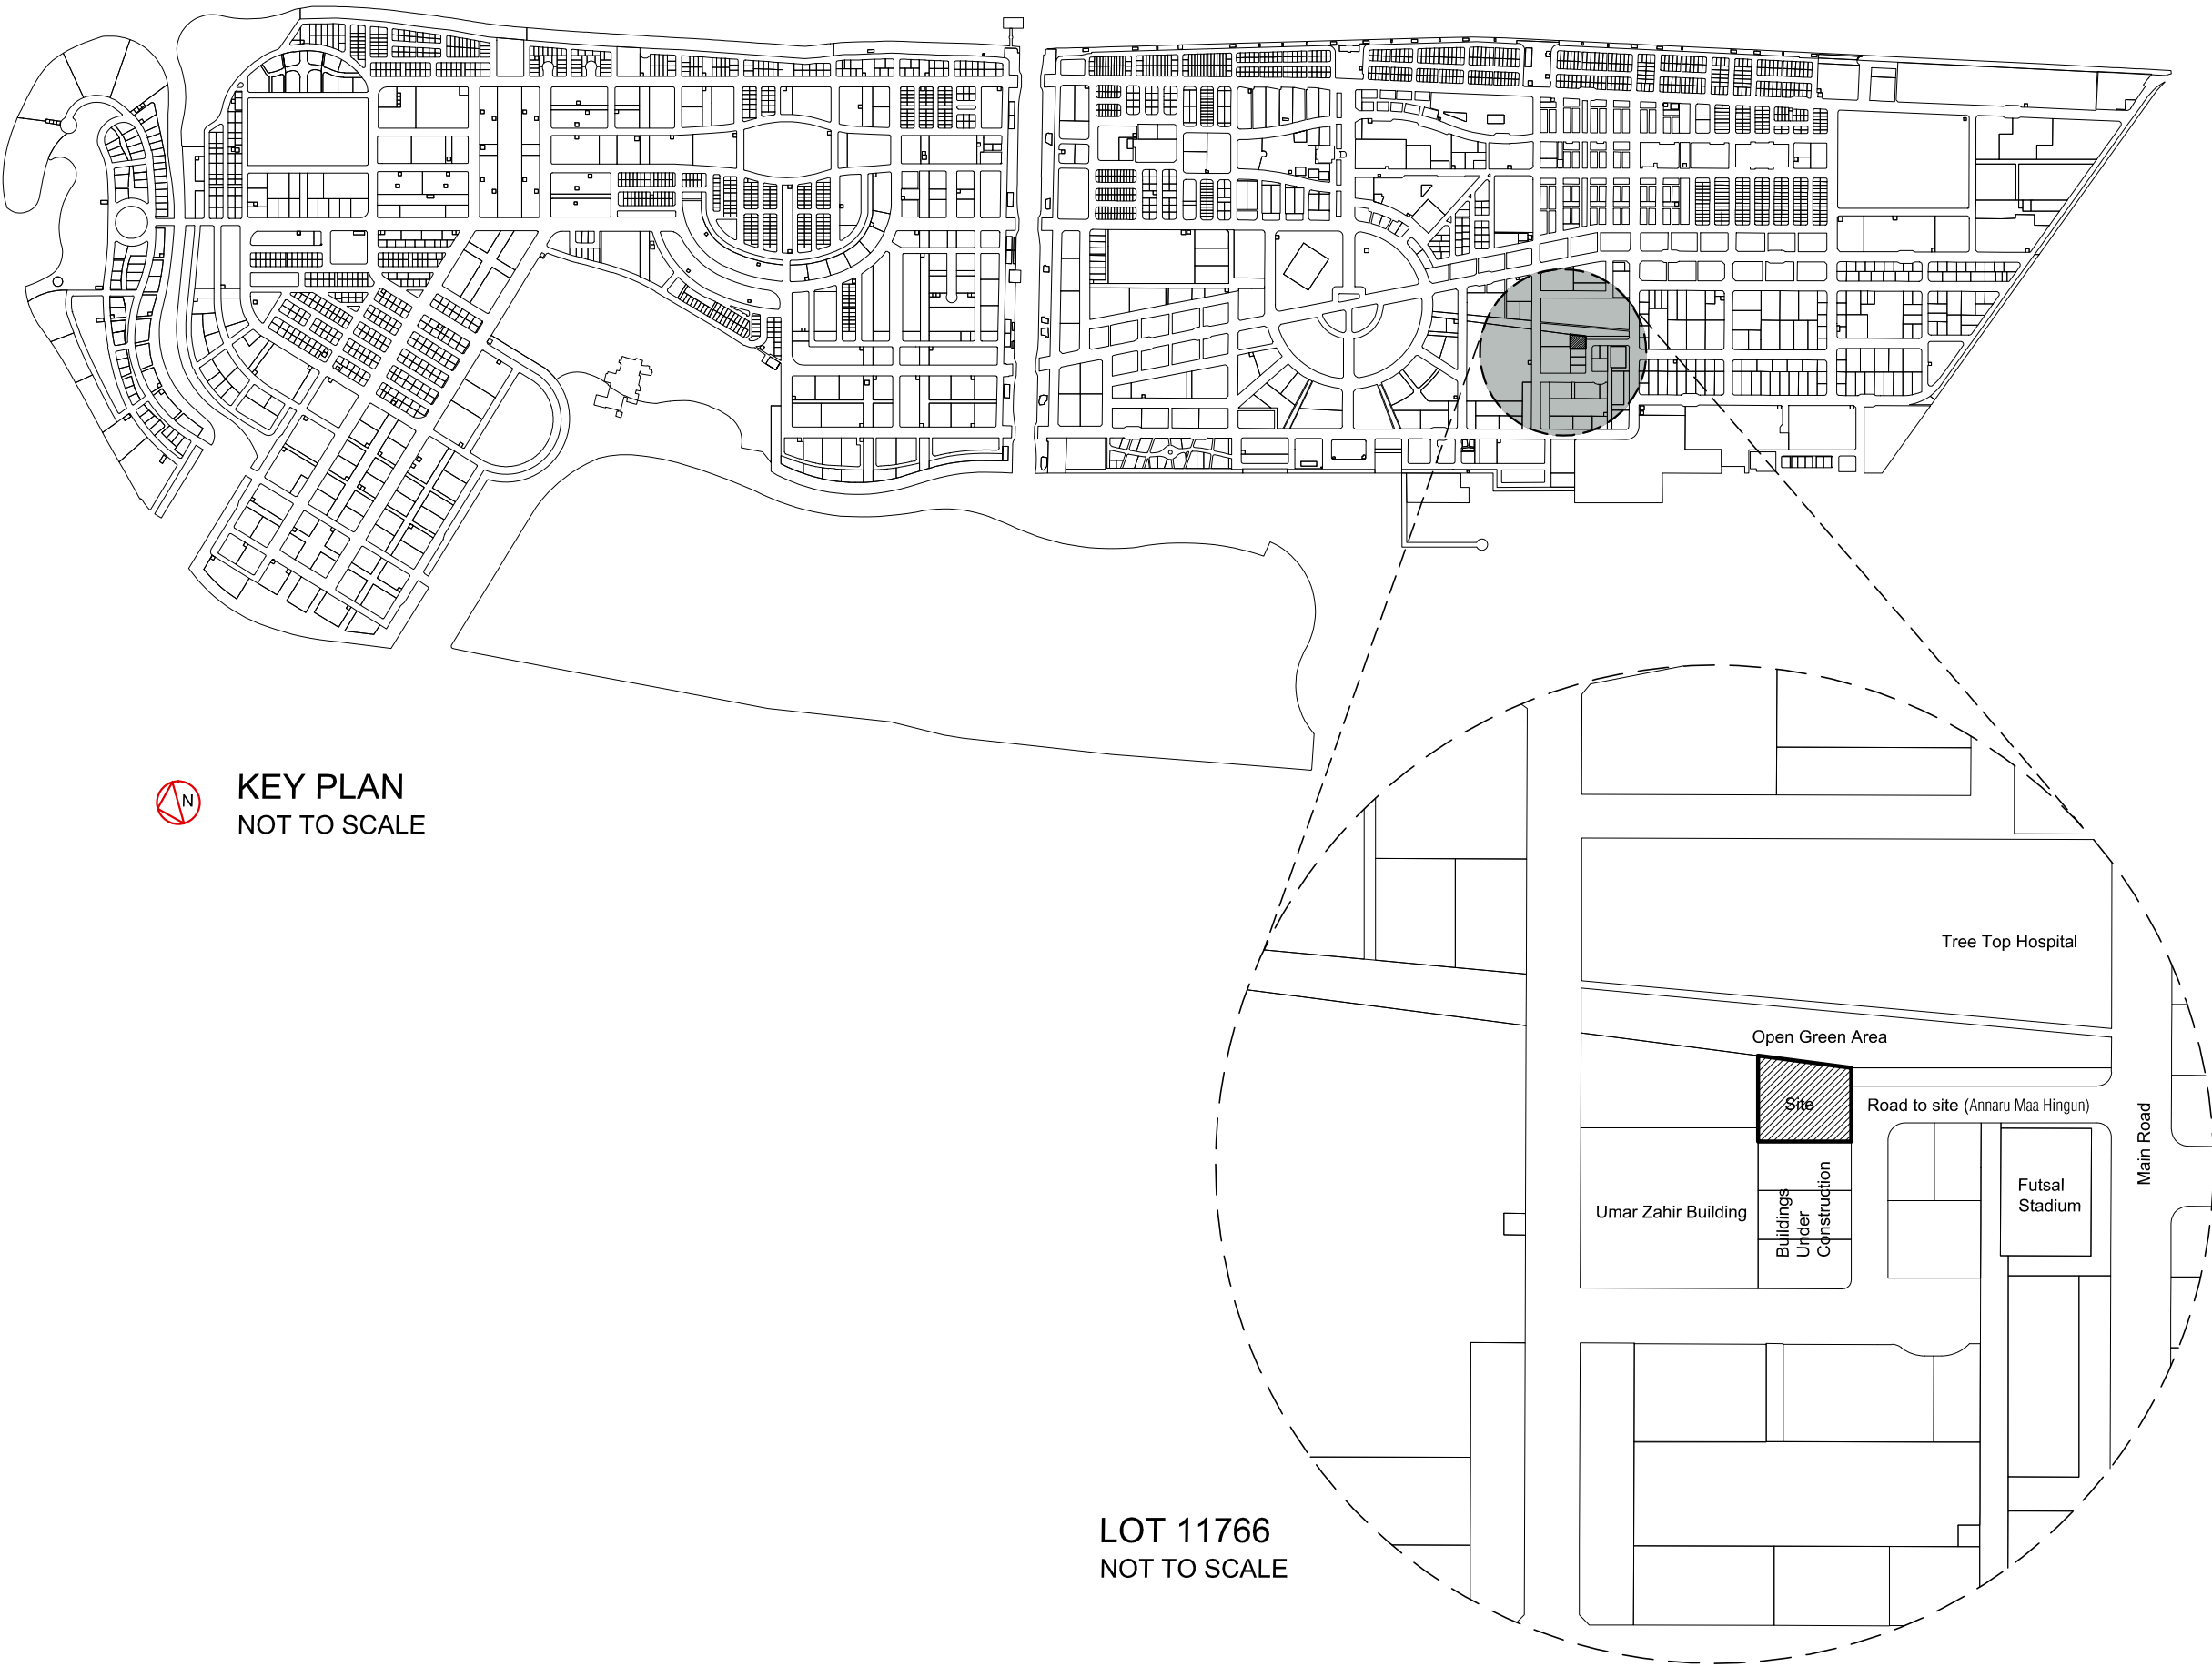 N
KEY PLAN
NOT TO SCALE
Tree Top Hospital
Open Green Area
Site
Road to site (Annaru Maa Hingun)
Main Road
Futsal
Stadium
Umar Zahir Building
Buildings
Under
Construction
LOT 11766
NOT TO SCALE